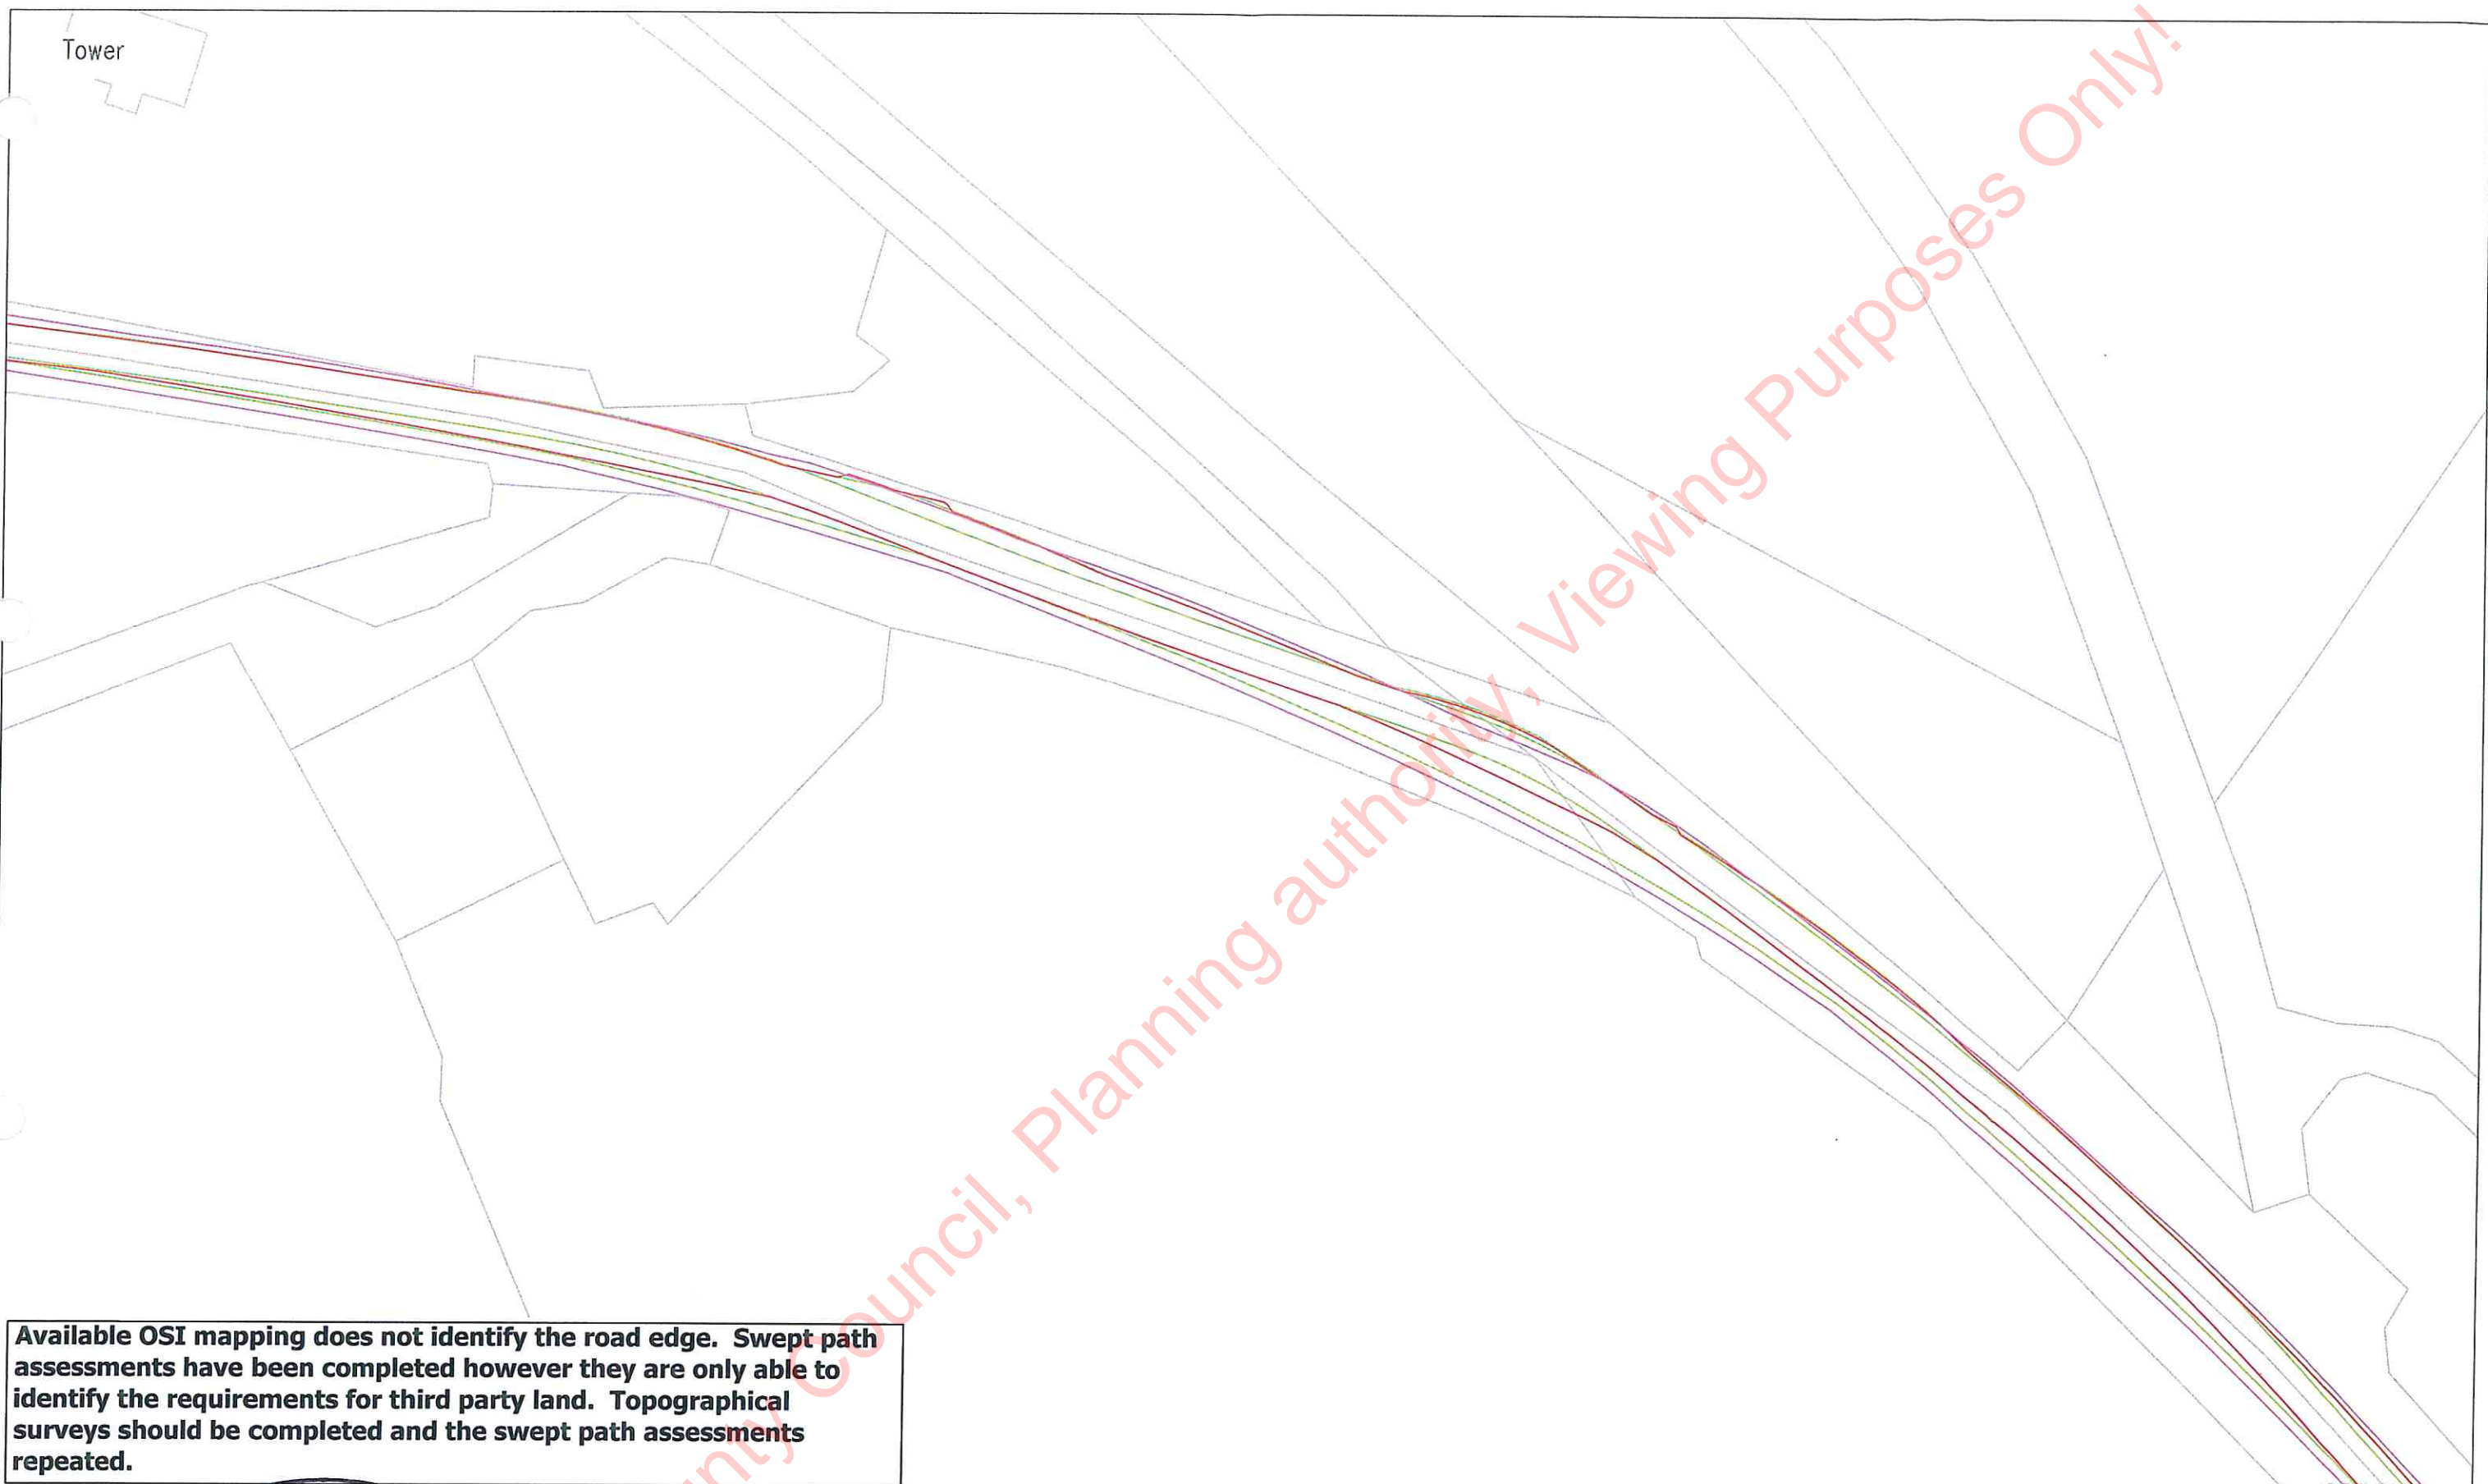 Tower
County Council, Planning authority, Viewing Purposes Only!
Available OSI mapping does not identify the road edge. Swept path
assessments have been completed however they are only able to
identify the requirements for third party land. Topographical
surveys should be completed and the swept path assessments
repeated.